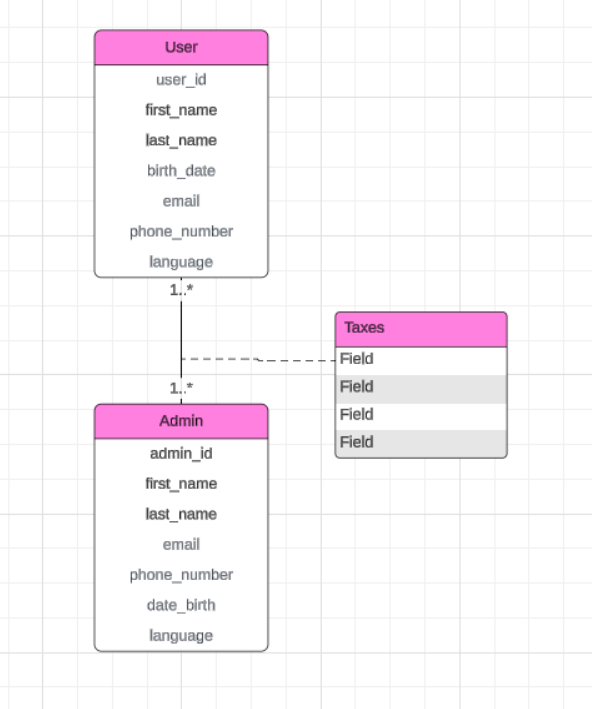 User
user_id
first_name
last_name
birth_date
email
phone_number
language
1..*
Taxes
Field
Field
Field
Field
1..*
Admin
admin_id
first_name
last_name
email
phone_number
date_birth
language